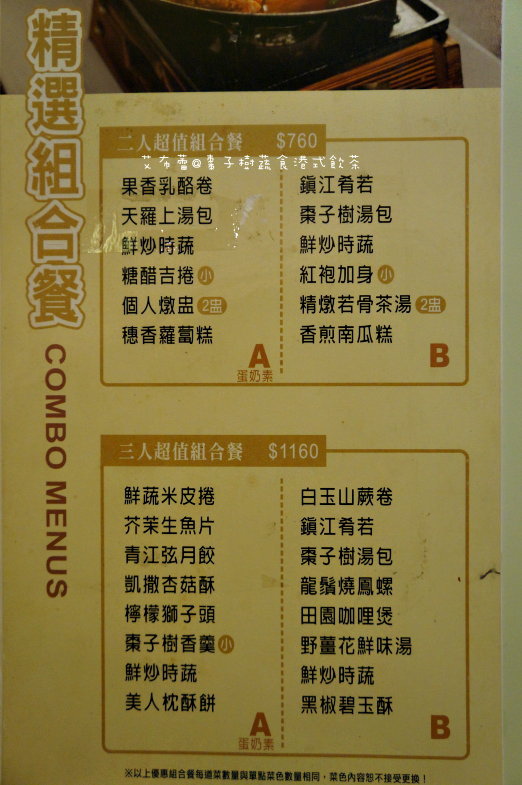 精選組合餐
COMBO MENUS
二人超值組合餐 $760
艾布蕾@棗子樹蔬食港式飲茶
果香乳酪卷
天羅上湯包
鮮炒時蔬
糖醋吉捲 小
個人燉盅 2盅
穗香蘿蔔糕
A
蛋奶素
鎮江肴若
棗子樹湯包
鮮炒時蔬
紅袍加身 小
精燉若骨茶湯 2盅
香煎南瓜糕
B
三人超值組合餐 $1160
鮮蔬米皮捲
芥茉生魚片
青江弦月餃
凱撒杏菇酥
檸檬獅子頭
棗子樹香羹 小
鮮炒時蔬
美人枕酥餅
A
蛋奶素
白玉山蕨卷
鎮江肴若
棗子樹湯包
龍鬚燒鳳螺
田園咖哩煲
野薑花鮮味湯
鮮炒時蔬
黑椒碧玉酥
B
※以上優惠組合餐每道菜數量與單點菜色數量相同，菜色內容恕不接受更換！